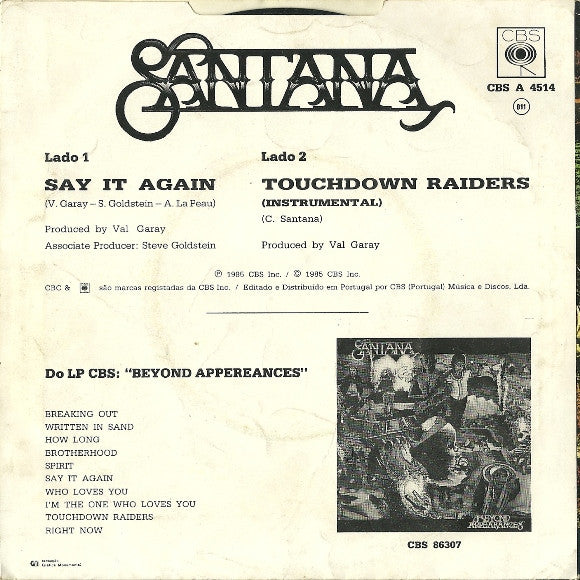 SANTANA
CBS
CBS A 4514
011
Lado 1
SAY IT AGAIN
(V. Garay – S. Goldstein – A. La Peau)
Produced by Val Garay
Associate Producer: Steve Goldstein
Lado 2
TOUCHDOWN RAIDERS
(INSTRUMENTAL)
(C. Santana)
Produced by Val Garay
℗ 1985 CBS Inc. / © 1985 CBS Inc.
CBC & são marcas registadas da CBS Inc. / Editado e Distribuido em Portugal por CBS (Portugal) Música e Discos, Lda.
Do LP CBS: "BEYOND APPEREANCES"
BREAKING OUT
WRITTEN IN SAND
HOW LONG
BROTHERHOOD
SPIRIT
SAY IT AGAIN
WHO LOVES YOU
I'M THE ONE WHO LOVES YOU
TOUCHDOWN RAIDERS
RIGHT NOW
SANTANA
BEYOND
APPEARANCES
CBS 86307